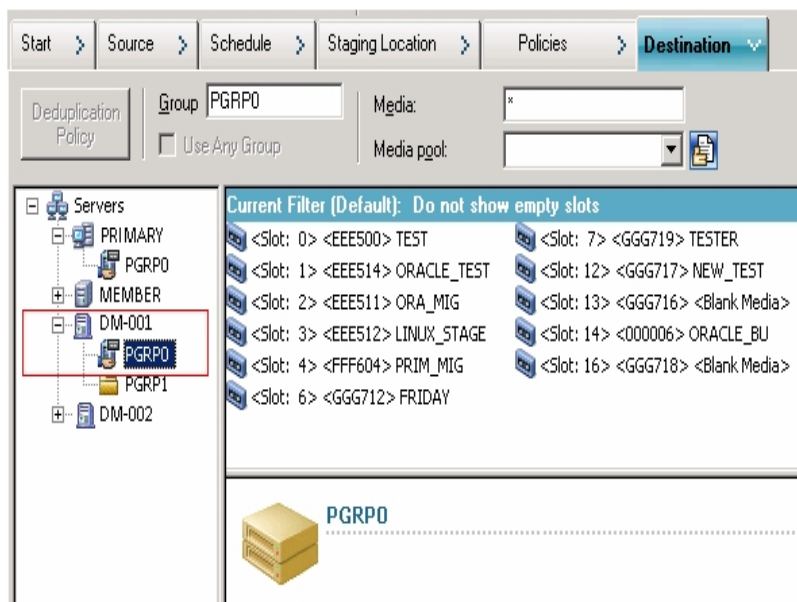 Start Source Schedule Staging Location Policies Destination
Deduplication Policy
Group PGRP0
Use Any Group
Media: *
Media pool:
Servers
PRIMARY
PGRP0
MEMBER
DM-001
PGRP0
PGRP1
DM-002
Current Filter (Default): Do not show empty slots
<Slot: 0> <EEE500> TEST
<Slot: 1> <EEE514> ORACLE_TEST
<Slot: 2> <EEE511> ORA_MIG
<Slot: 3> <EEE512> LINUX_STAGE
<Slot: 4> <FFF604> PRIM_MIG
<Slot: 6> <GGG712> FRIDAY
<Slot: 7> <GGG719> TESTER
<Slot: 12> <GGG717> NEW_TEST
<Slot: 13> <GGG716> <Blank Media>
<Slot: 14> <000006> ORACLE_BU
<Slot: 16> <GGG718> <Blank Media>
PGRP0